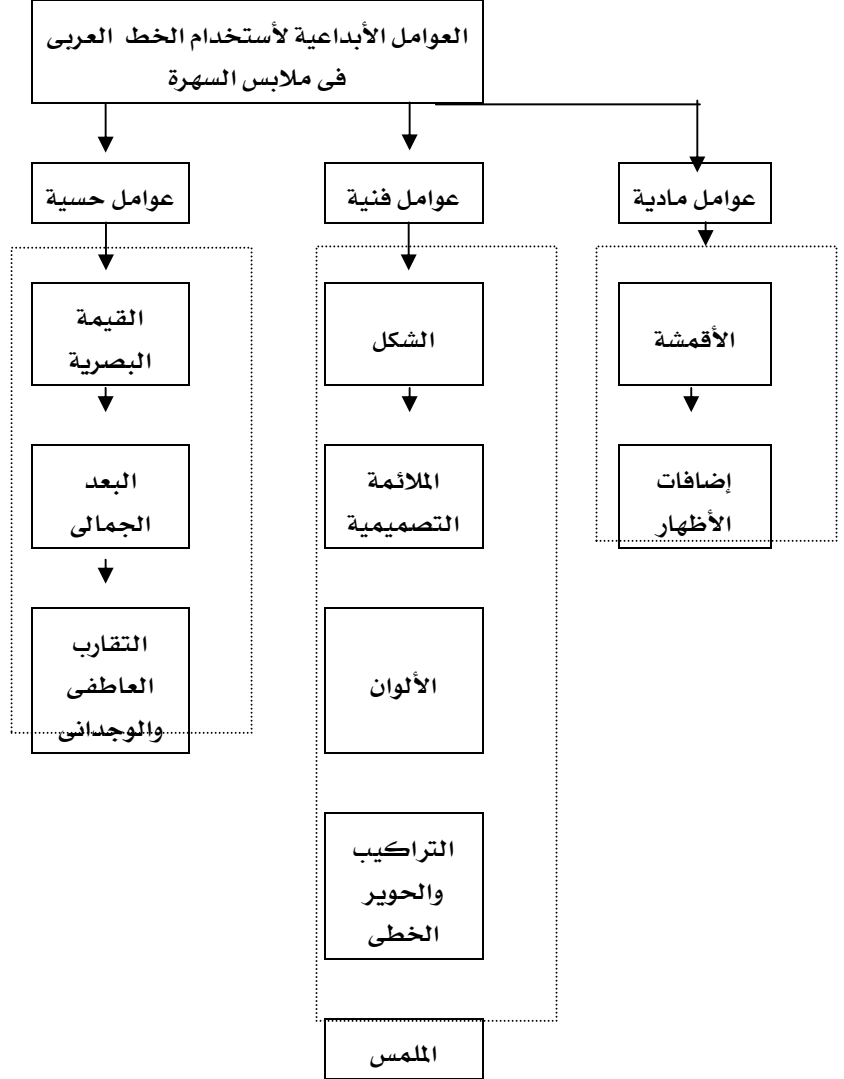 العوامل الأبداعية لأستخدام الخط العربى
فى ملابس السهرة
عوامل مادية
عوامل فنية
عوامل حسية
الأقمشة
إضافات
الأظهار
الشكل
الملائمة
التصميمية
الألوان
التراكيب
والحوير
الخطى
الملمس
القيمة
البصرية
البعد
الجمالى
التقارب
العاطفى
والوجدانى